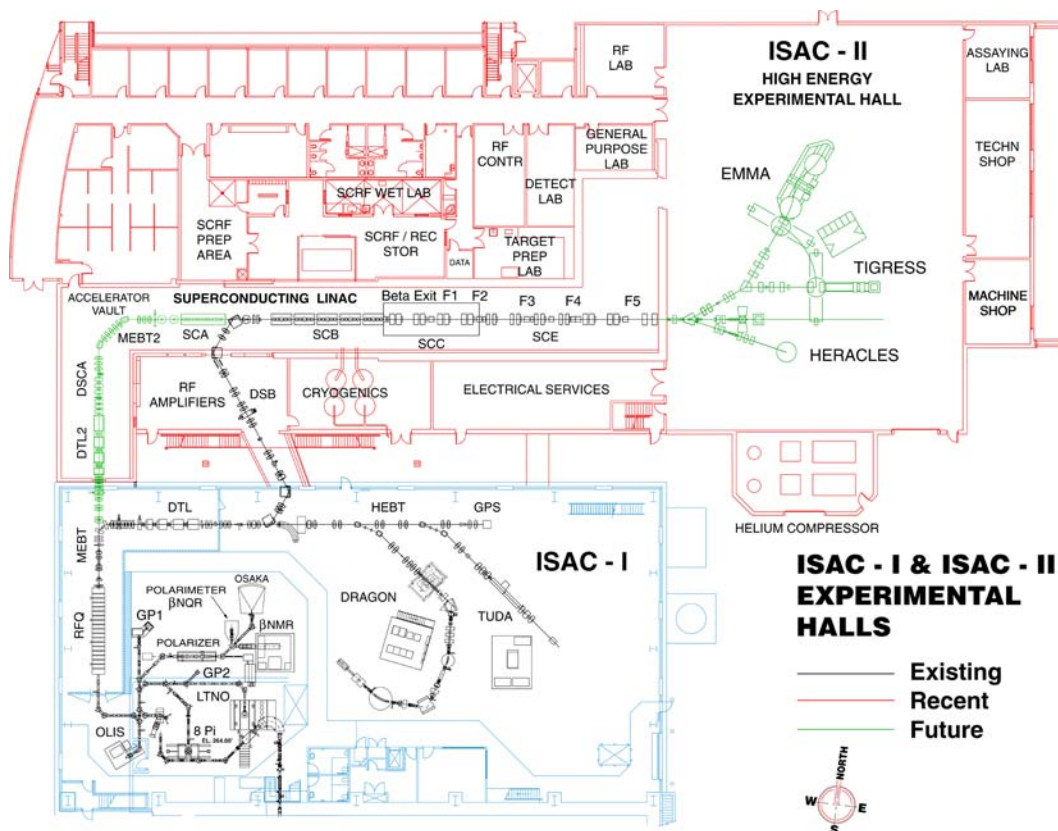 RF
LAB
ISAC - II
HIGH ENERGY
EXPERIMENTAL HALL
ASSAYING
LAB
RF
CONTR
GENERAL
PURPOSE
LAB
TECHN
SHOP
EMMA
SCRF WET LAB
DETECT
LAB
SCRF
PREP
AREA
SCRF / REC
STOR
DATA
TARGET
PREP
LAB
TIGRESS
ACCELERATOR
VAULT
SUPERCONDUCTING LINAC
Beta Exit F1 F2 F3 F4 F5
MACHINE
SHOP
MEBT2
SCA
SCB
SCC
SCE
HERACLES
DSCA
RF
AMPLIFIERS
DSB
CRYOGENICS
ELECTRICAL SERVICES
DTL2
HELIUM COMPRESSOR
MEBT
DTL
HEBT
GPS
ISAC - I
ISAC - I & ISAC - II
EXPERIMENTAL
HALLS
RFQ
POLARIMETER
βNQR
OSAKA
GP1
βNMR
POLARIZER
DRAGON
TUDA
GP2
LTNO
OLIS
8 Pi
EL. 264.00'
Existing
Recent
Future
NORTH
W
E
S